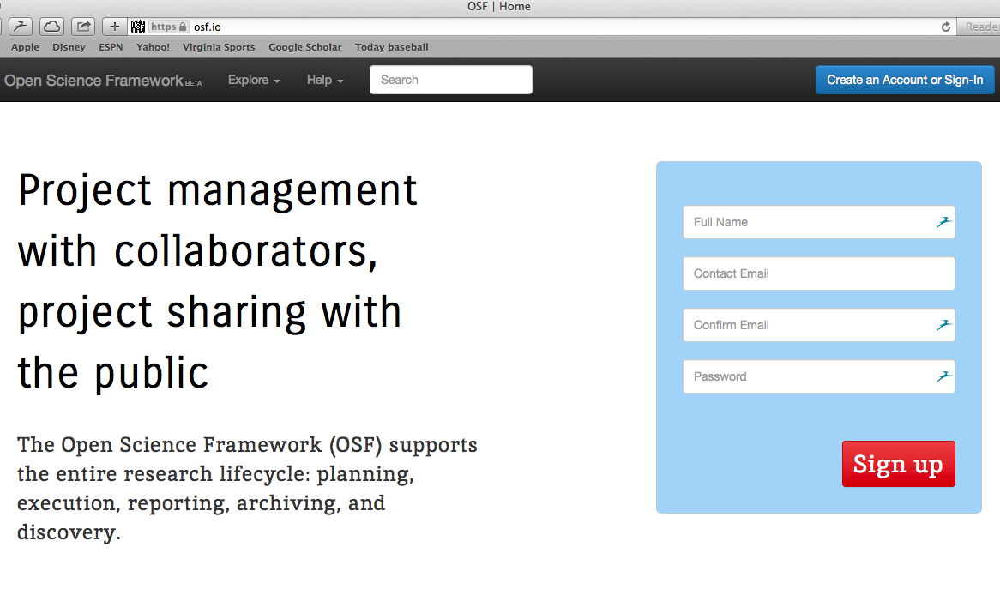 OSF | Home
https osf.io
Reade
Apple Disney ESPN Yahoo! Virginia Sports Google Scholar Today baseball
Open Science Framework BETA Explore Help Search Create an Account or Sign-In
Project management
with collaborators,
project sharing with
the public
The Open Science Framework (OSF) supports
the entire research lifecycle: planning,
execution, reporting, archiving, and
discovery.
Full Name
Contact Email
Confirm Email
Password
Sign up